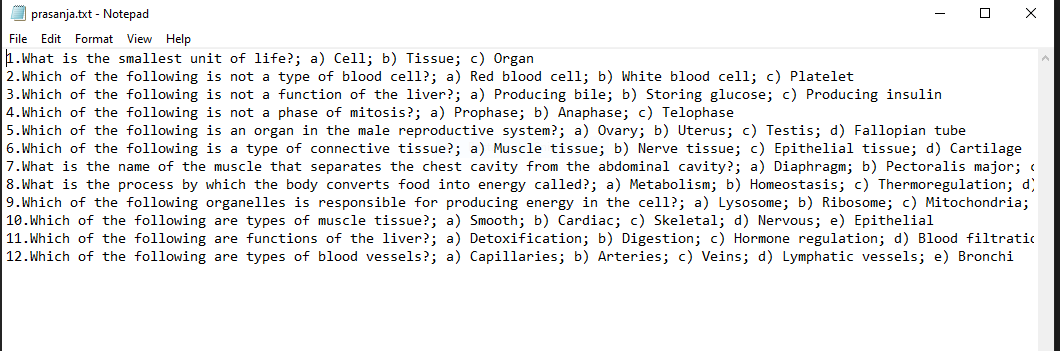 prasanja.txt - Notepad
File Edit Format View Help
1.What is the smallest unit of life?; a) Cell; b) Tissue; c) Organ
2.Which of the following is not a type of blood cell?; a) Red blood cell; b) White blood cell; c) Platelet
3.Which of the following is not a function of the liver?; a) Producing bile; b) Storing glucose; c) Producing insulin
4.Which of the following is not a phase of mitosis?; a) Prophase; b) Anaphase; c) Telophase
5.Which of the following is an organ in the male reproductive system?; a) Ovary; b) Uterus; c) Testis; d) Fallopian tube
6.Which of the following is a type of connective tissue?; a) Muscle tissue; b) Nerve tissue; c) Epithelial tissue; d) Cartilage
7.What is the name of the muscle that separates the chest cavity from the abdominal cavity?; a) Diaphragm; b) Pectoralis major;
8.What is the process by which the body converts food into energy called?; a) Metabolism; b) Homeostasis; c) Thermoregulation; d)
9.Which of the following organelles is responsible for producing energy in the cell?; a) Lysosome; b) Ribosome; c) Mitochondria;
10.Which of the following are types of muscle tissue?; a) Smooth; b) Cardiac; c) Skeletal; d) Nervous; e) Epithelial
11.Which of the following are functions of the liver?; a) Detoxification; b) Digestion; c) Hormone regulation; d) Blood
12.Which of the following are types of blood vessels?; a) Capillaries; b) Arteries; c) Veins; d) Lymphatic vessels; e) Bronchi